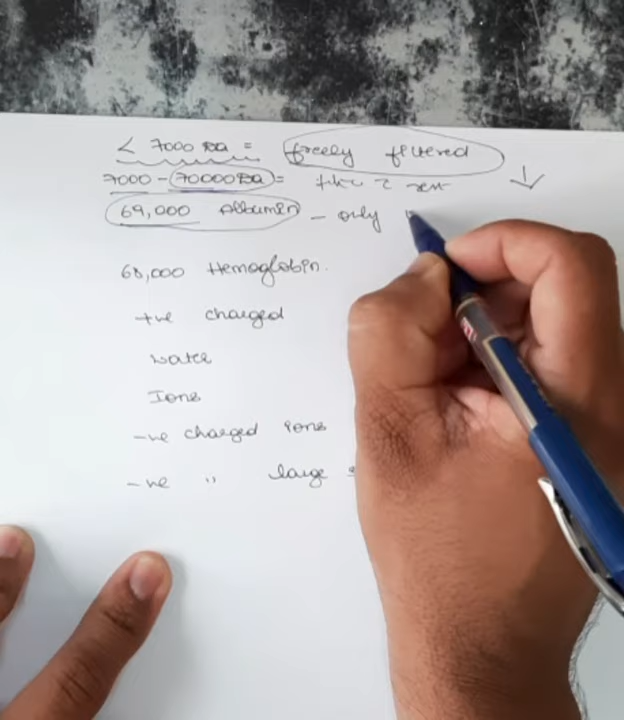 < 7000 Da = freely filtered
7000 - 70000 Da =
69,000 Albumin - only
68,000 Hemoglobin.
+ve charged
water
Ions
-ve charged ions
-ve " large